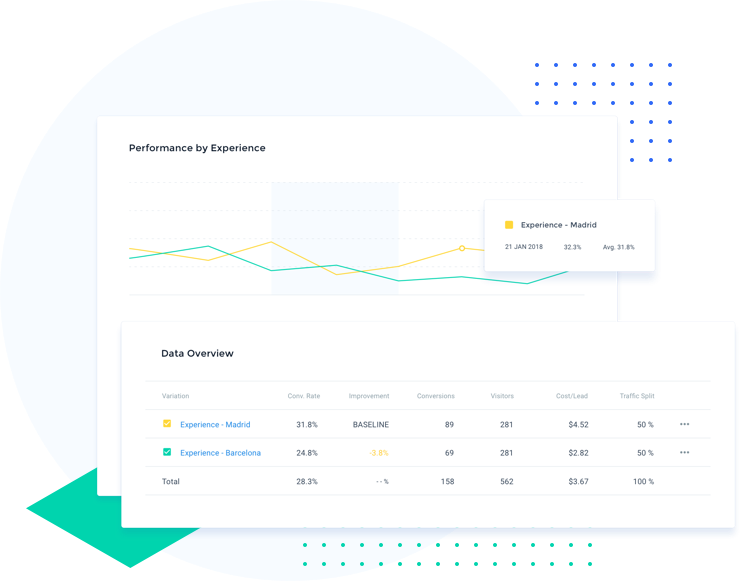 Performance by Experience
Experience - Madrid
21 JAN 2018 32.3% Avg. 31.8%
Data Overview
Variation Conv. Rate Improvement Conversions Visitors Cost/Lead Traffic Split
Experience - Madrid 31.8% BASELINE 89 281 $4.52 50 %
Experience - Barcelona 24.8% -3.8% 69 281 $2.82 50 %
Total 28.3% --% 158 562 $3.67 100 %